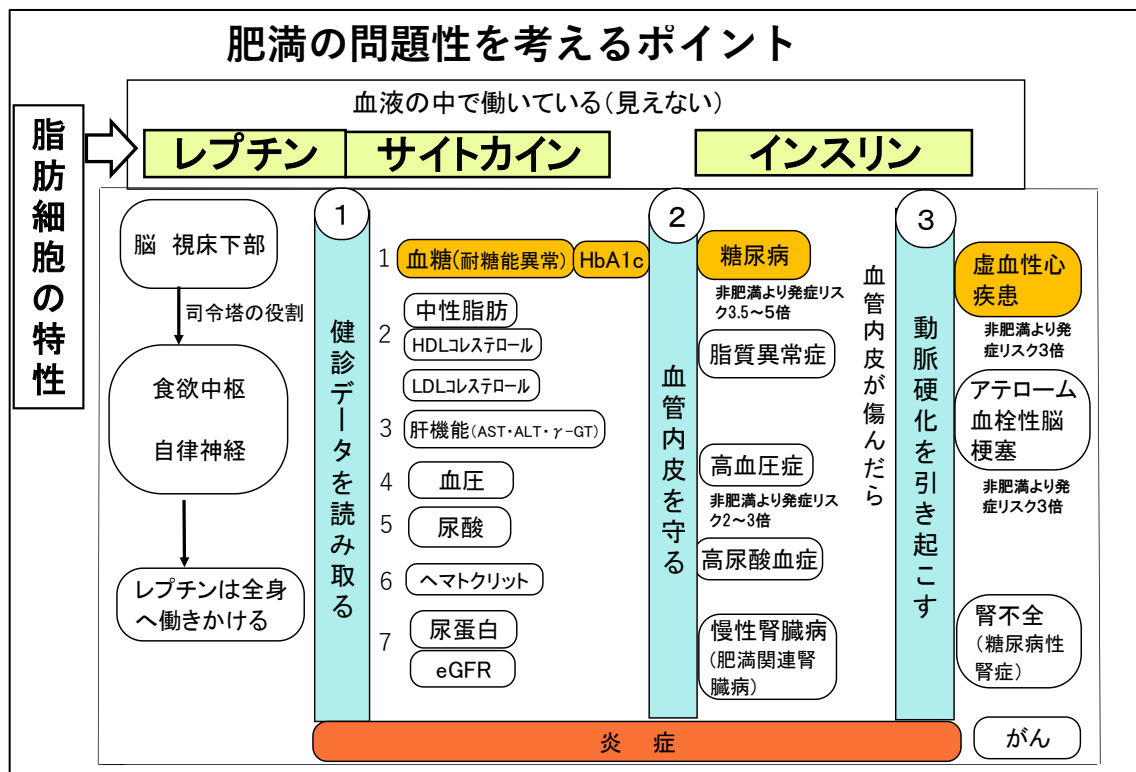 肥満の問題性を考えるポイント
脂肪細胞の特性
血液の中で働いている(見えない)
レプチン
サイトカイン
インスリン
脳 視床下部
司令塔の役割
食欲中枢
自律神経
レプチンは全身
へ働きかける
1
健診データを読み取る
1
血糖(耐糖能異常)
HbA1c
2
中性脂肪
HDLコレステロール
LDLコレステロール
3
肝機能(AST・ALT・γ-GT)
4
血圧
5
尿酸
6
ヘマトクリット
7
尿蛋白
eGFR
2
血管内皮を守る
糖尿病
非肥満より発症リス
ク3.5～5倍
脂質異常症
高血圧症
非肥満より発症リス
ク2～3倍
高尿酸血症
慢性腎臓病
(肥満関連腎
臓病)
血管内皮が傷んだら
3
動脈硬化を引き起こす
虚血性心
疾患
非肥満より発
症リスク3倍
アテローム
血栓性脳
梗塞
非肥満より発
症リスク3倍
腎不全
(糖尿病性
腎症)
がん
炎 症